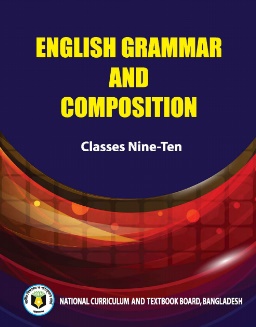 ENGLISH GRAMMAR
AND
COMPOSITION
Classes Nine-Ten
NATIONAL CURRICULUM AND TEXTBOOK BOARD, BANGLADESH